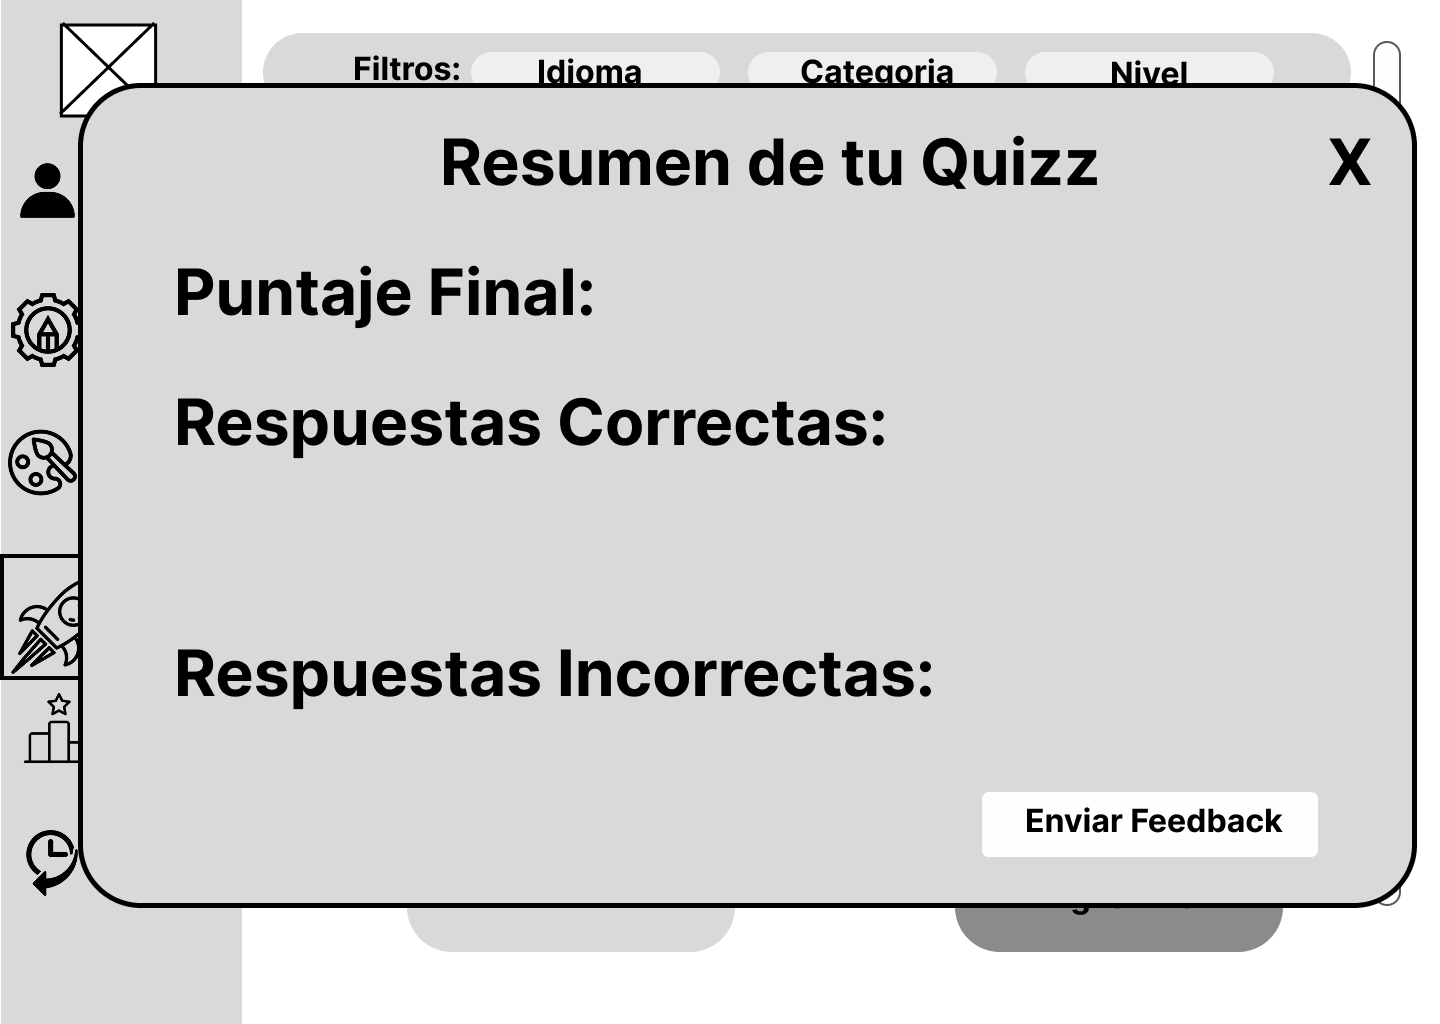 Filtros: Idioma Categoria Nivel
Resumen de tu Quizz X
Puntaje Final:
Respuestas Correctas:
Respuestas Incorrectas:
Enviar Feedback